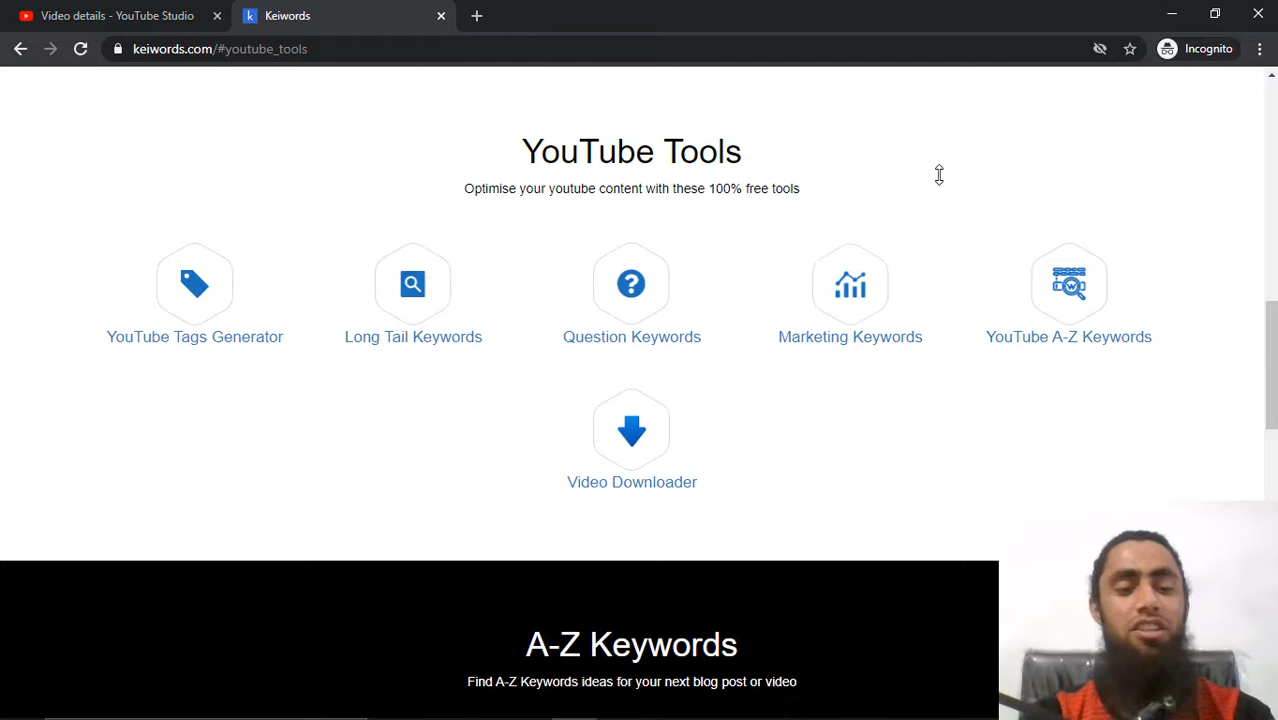 Video details - YouTube Studio
k Keiwords
keiwords.com/#youtube_tools
Incognito
YouTube Tools
Optimise your youtube content with these 100% free tools
YouTube Tags Generator
Long Tail Keywords
Question Keywords
Marketing Keywords
W
YouTube A-Z Keywords
Video Downloader
A-Z Keywords
Find A-Z Keywords ideas for your next blog post or video